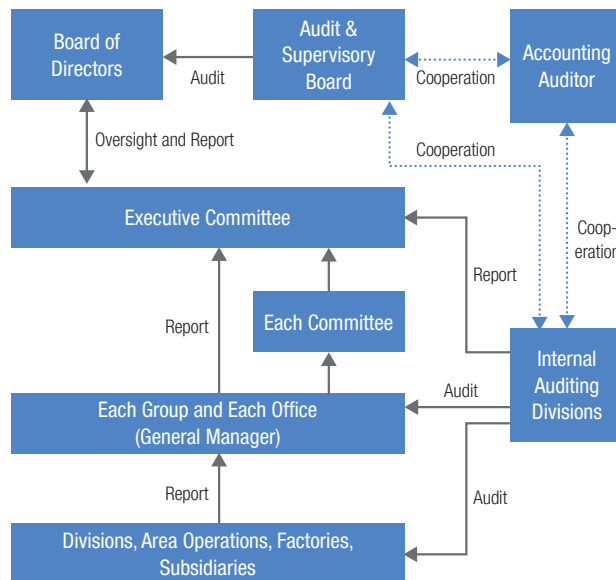 Board of
Directors
Audit
Audit &
Supervisory
Board
Cooperation
Accounting
Auditor
Oversight and Report
Cooperation
Executive Committee
Coop-
eration
Report
Each Committee
Report
Internal
Auditing
Divisions
Each Group and Each Office
(General Manager)
Audit
Report
Audit
Divisions, Area Operations, Factories,
Subsidiaries